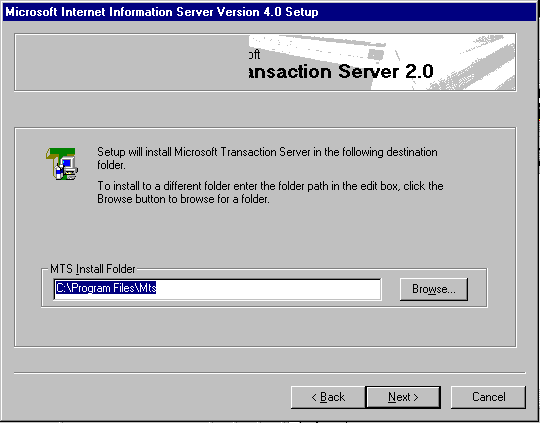 Microsoft Internet Information Server Version 4.0 Setup
oft
ansaction Server 2.0
Setup will install Microsoft Transaction Server in the following destination
folder.
To install to a different folder enter the folder path in the edit box, click the
Browse button to browse for a folder.
MTS Install Folder
C:\Program Files\Mts
Browse...
< Back
Next >
Cancel